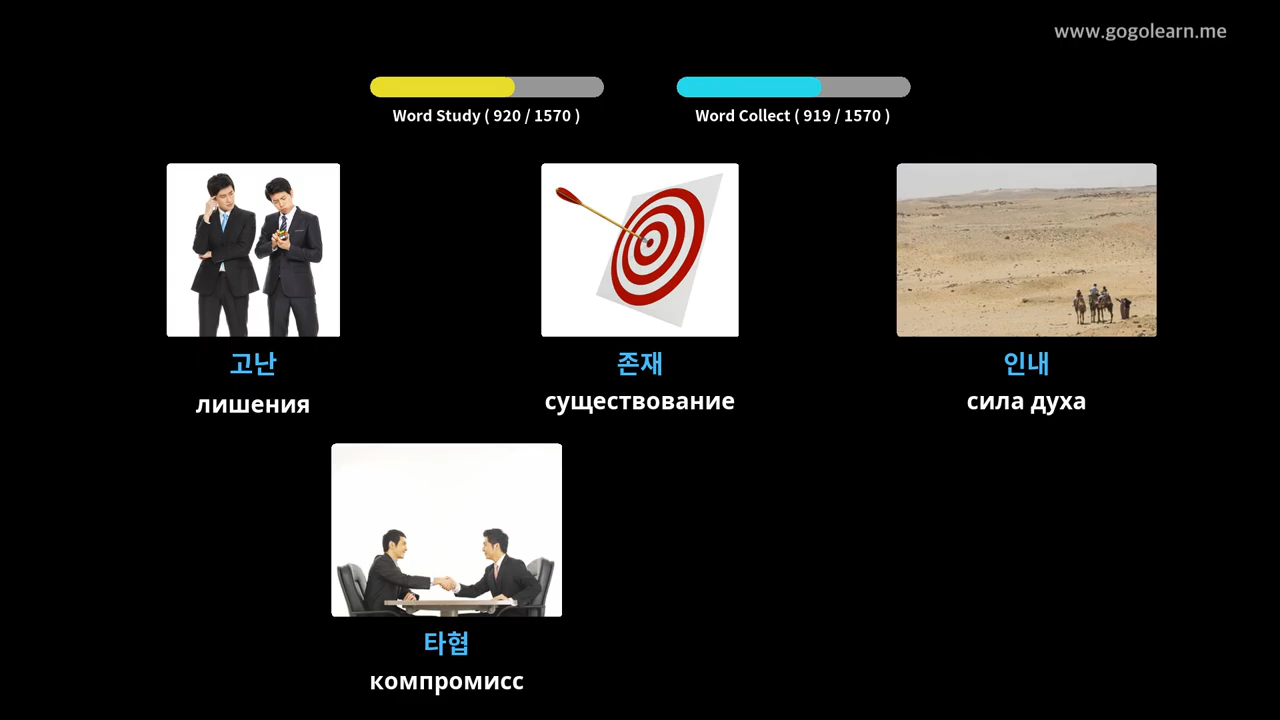 www.gogolearn.me
Word Study ( 920 / 1570 )
Word Collect ( 919 / 1570 )
고난
лишения
존재
существование
인내
сила духа
타협
компромисс